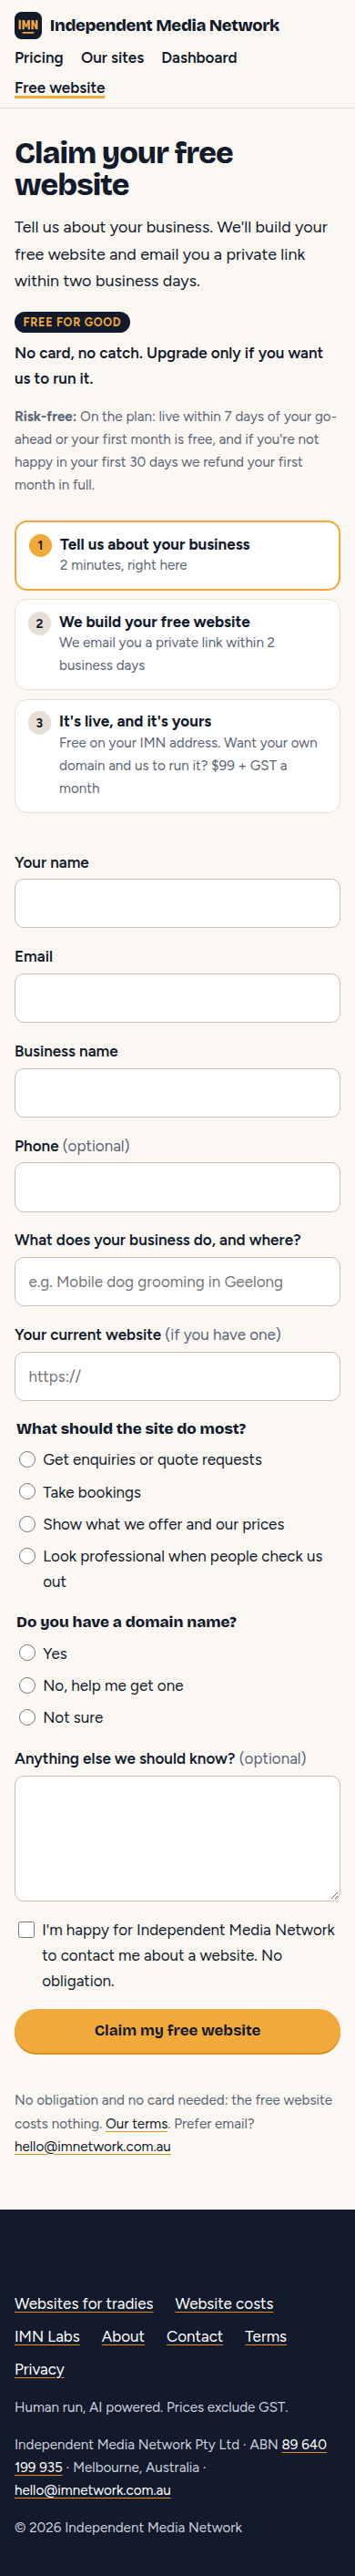 IMN Independent Media Network
Pricing Our sites Dashboard
Free website
Claim your free
website
Tell us about your business. We'll build your
free website and email you a private link
within two business days.
FREE FOR GOOD
No card, no catch. Upgrade only if you want
us to run it.
Risk-free: On the plan: live within 7 days of your go-
ahead or your first month is free, and if you're not
happy in your first 30 days we refund your first
month in full.
1 Tell us about your business
2 minutes, right here
2 We build your free website
We email you a private link within 2
business days
3 It's live, and it's yours
Free on your IMN address. Want your own
domain and us to run it? $99 + GST a
month
Your name
Email
Business name
Phone (optional)
What does your business do, and where?
e.g. Mobile dog grooming in Geelong
Your current website (if you have one)
https://
What should the site do most?
Get enquiries or quote requests
Take bookings
Show what we offer and our prices
Look professional when people check us
out
Do you have a domain name?
Yes
No, help me get one
Not sure
Anything else we should know? (optional)
I'm happy for Independent Media Network
to contact me about a website. No
obligation.
Claim my free website
No obligation and no card needed: the free website
costs nothing. Our terms. Prefer email?
hello@imnetwork.com.au
Websites for tradies Website costs
IMN Labs About Contact Terms
Privacy
Human run, AI powered. Prices exclude GST.
Independent Media Network Pty Ltd · ABN 89 640
199 935 · Melbourne, Australia ·
hello@imnetwork.com.au
© 2026 Independent Media Network